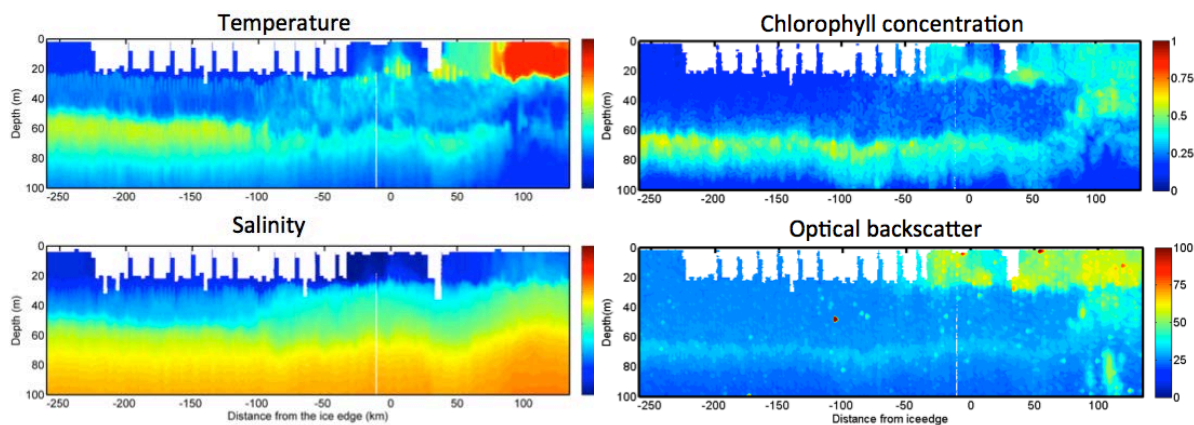 Temperature
0
20
40
60
80
100
Depth (m)
-250 -200 -150 -100 -50 0 50 100
Chlorophyll concentration
0
20
40
60
80
100
Depth(m)
-250 -200 -150 -100 -50 0 50 100
1
0.75
0.5
0.25
0
Salinity
0
20
40
60
80
100
Depth (m)
-250 -200 -150 -100 -50 0 50 100
Distance from the ice edge (km)
Optical backscatter
0
20
40
60
80
100
Depth(m)
-250 -200 -150 -100 -50 0 50 100
Distance from iceedge
100
75
50
25
0